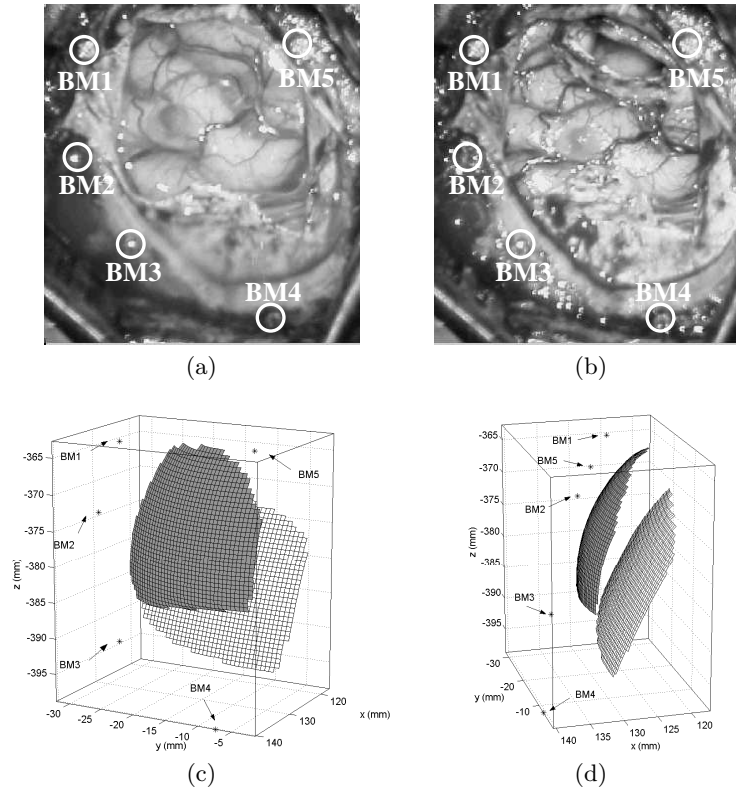 BM1
BM5
BM2
BM3
BM4
(a)
BM1
BM5
BM2
BM3
BM4
(b)
-365
-370
-375
-380
-385
-390
-395
z (mm)
BM1
BM5
BM2
BM3
BM4
-30
-25
-20
-15
-10
-5
y (mm)
140
130
120
x (mm)
(c)
-365
-370
-375
-380
-385
-390
-395
z (mm)
BM1
BM5
BM2
BM3
BM4
-30
-20
-10
y (mm)
140
135
130
125
120
x (mm)
(d)